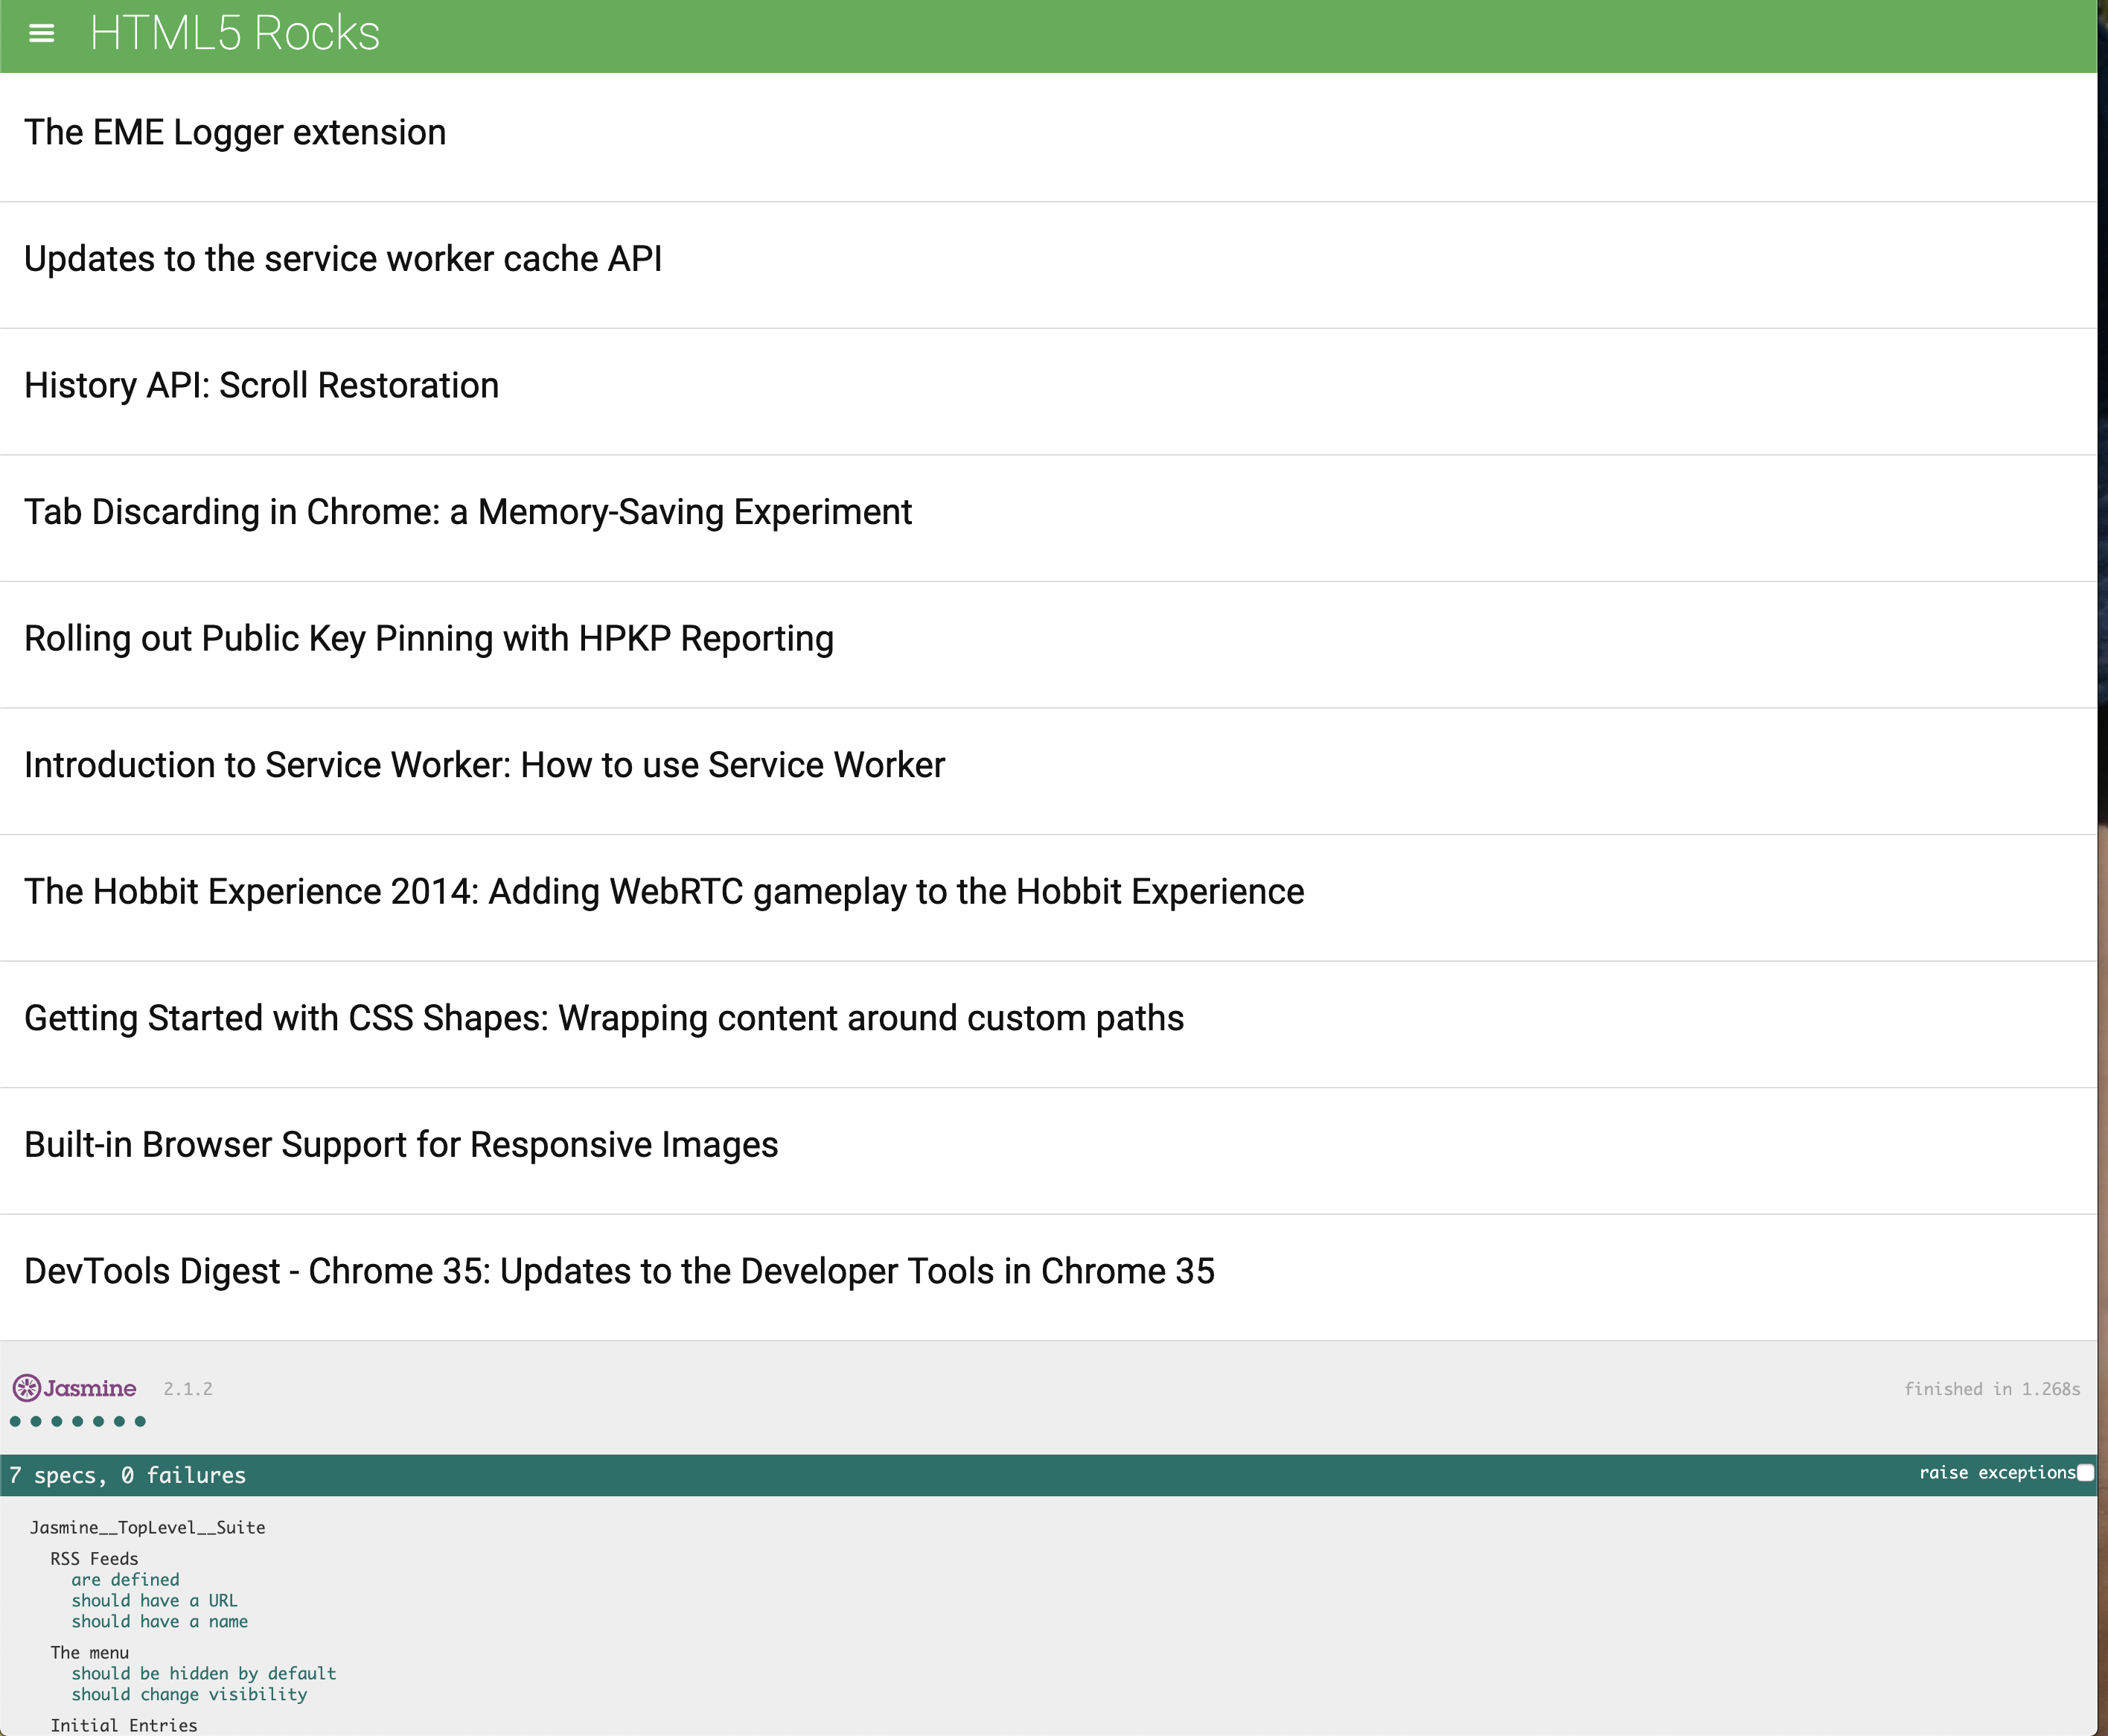 HTML5 Rocks
The EME Logger extension
Updates to the service worker cache API
History API: Scroll Restoration
Tab Discarding in Chrome: a Memory-Saving Experiment
Rolling out Public Key Pinning with HPKP Reporting
Introduction to Service Worker: How to use Service Worker
The Hobbit Experience 2014: Adding WebRTC gameplay to the Hobbit Experience
Getting Started with CSS Shapes: Wrapping content around custom paths
Built-in Browser Support for Responsive Images
DevTools Digest - Chrome 35: Updates to the Developer Tools in Chrome 35
Jasmine 2.1.2 finished in 1.268s
7 specs, 0 failures raise exceptions
Jasmine__TopLevel__Suite
RSS Feeds
are defined
should have a URL
should have a name
The menu
should be hidden by default
should change visibility
Initial Entries